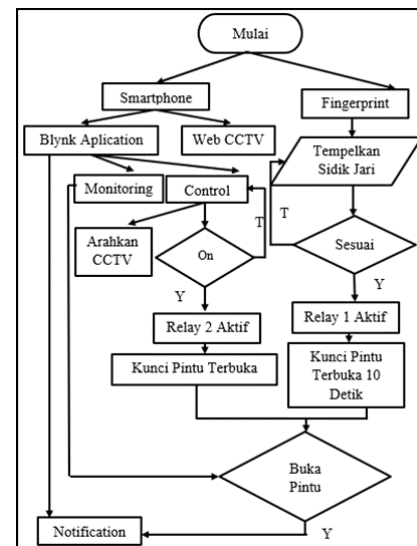 Mulai
Smartphone
Fingerprint
Blynk Aplication
Web CCTV
Tempelkan
Sidik Jari
Monitoring
Control
T
T
Arahkan
CCTV
On
Sesuai
Y
Y
Relay 2 Aktif
Relay 1 Aktif
Kunci Pintu Terbuka
Kunci Pintu
Terbuka 10
Detik
Buka
Pintu
Notification
Y